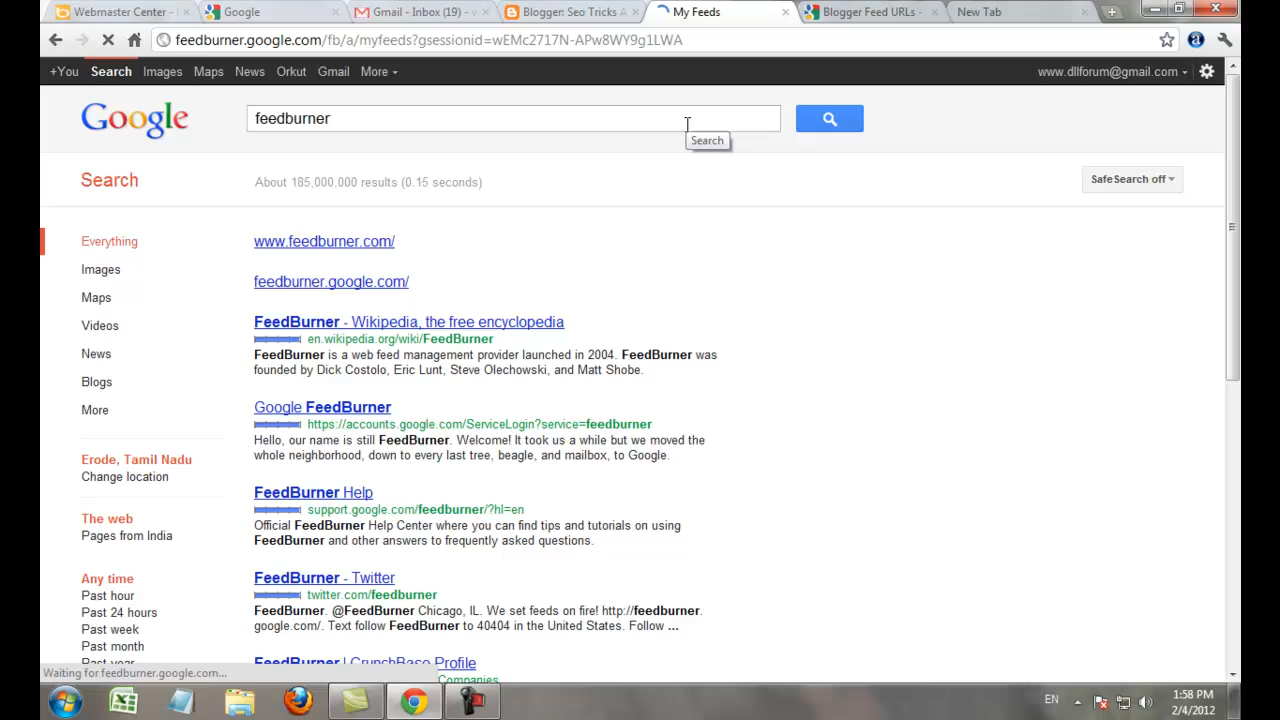 Webmaster Center -
Google
Gmail - Inbox (19) -
Blogger: Seo Tricks A
My Feeds
Blogger Feed URLs -
New Tab
feedburner.google.com/fb/a/myfeeds?gsessionid=wEMc2717N-APw8WY9g1LWA
+You Search Images Maps News Orkut Gmail More
www.dllforum@gmail.com
Google
feedburner
Search
Search
About 185,000,000 results (0.15 seconds)
SafeSearch off
Everything
Images
Maps
Videos
News
Blogs
More
Erode, Tamil Nadu
Change location
The web
Pages from India
Any time
Past hour
Past 24 hours
Past week
Past month
Past year
www.feedburner.com/
feedburner.google.com/
FeedBurner - Wikipedia, the free encyclopedia
en.wikipedia.org/wiki/FeedBurner
FeedBurner is a web feed management provider launched in 2004. FeedBurner was
founded by Dick Costolo, Eric Lunt, Steve Olechowski, and Matt Shobe.
Google FeedBurner
https://accounts.google.com/ServiceLogin?service=feedburner
Hello, our name is still FeedBurner. Welcome! It took us a while but we moved the
whole neighborhood, down to every last tree, beagle, and mailbox, to Google.
FeedBurner Help
support.google.com/feedburner/?hl=en
Official FeedBurner Help Center where you can find tips and tutorials on using
FeedBurner and other answers to frequently asked questions.
FeedBurner - Twitter
twitter.com/feedburner
FeedBurner. @FeedBurner Chicago, IL. We set feeds on fire! http://feedburner.
google.com/. Text follow FeedBurner to 40404 in the United States. Follow ...
FeedBurner | CrunchBase Profile
Companies
Waiting for feedburner.google.com...
EN
1:58 PM
2/4/2012